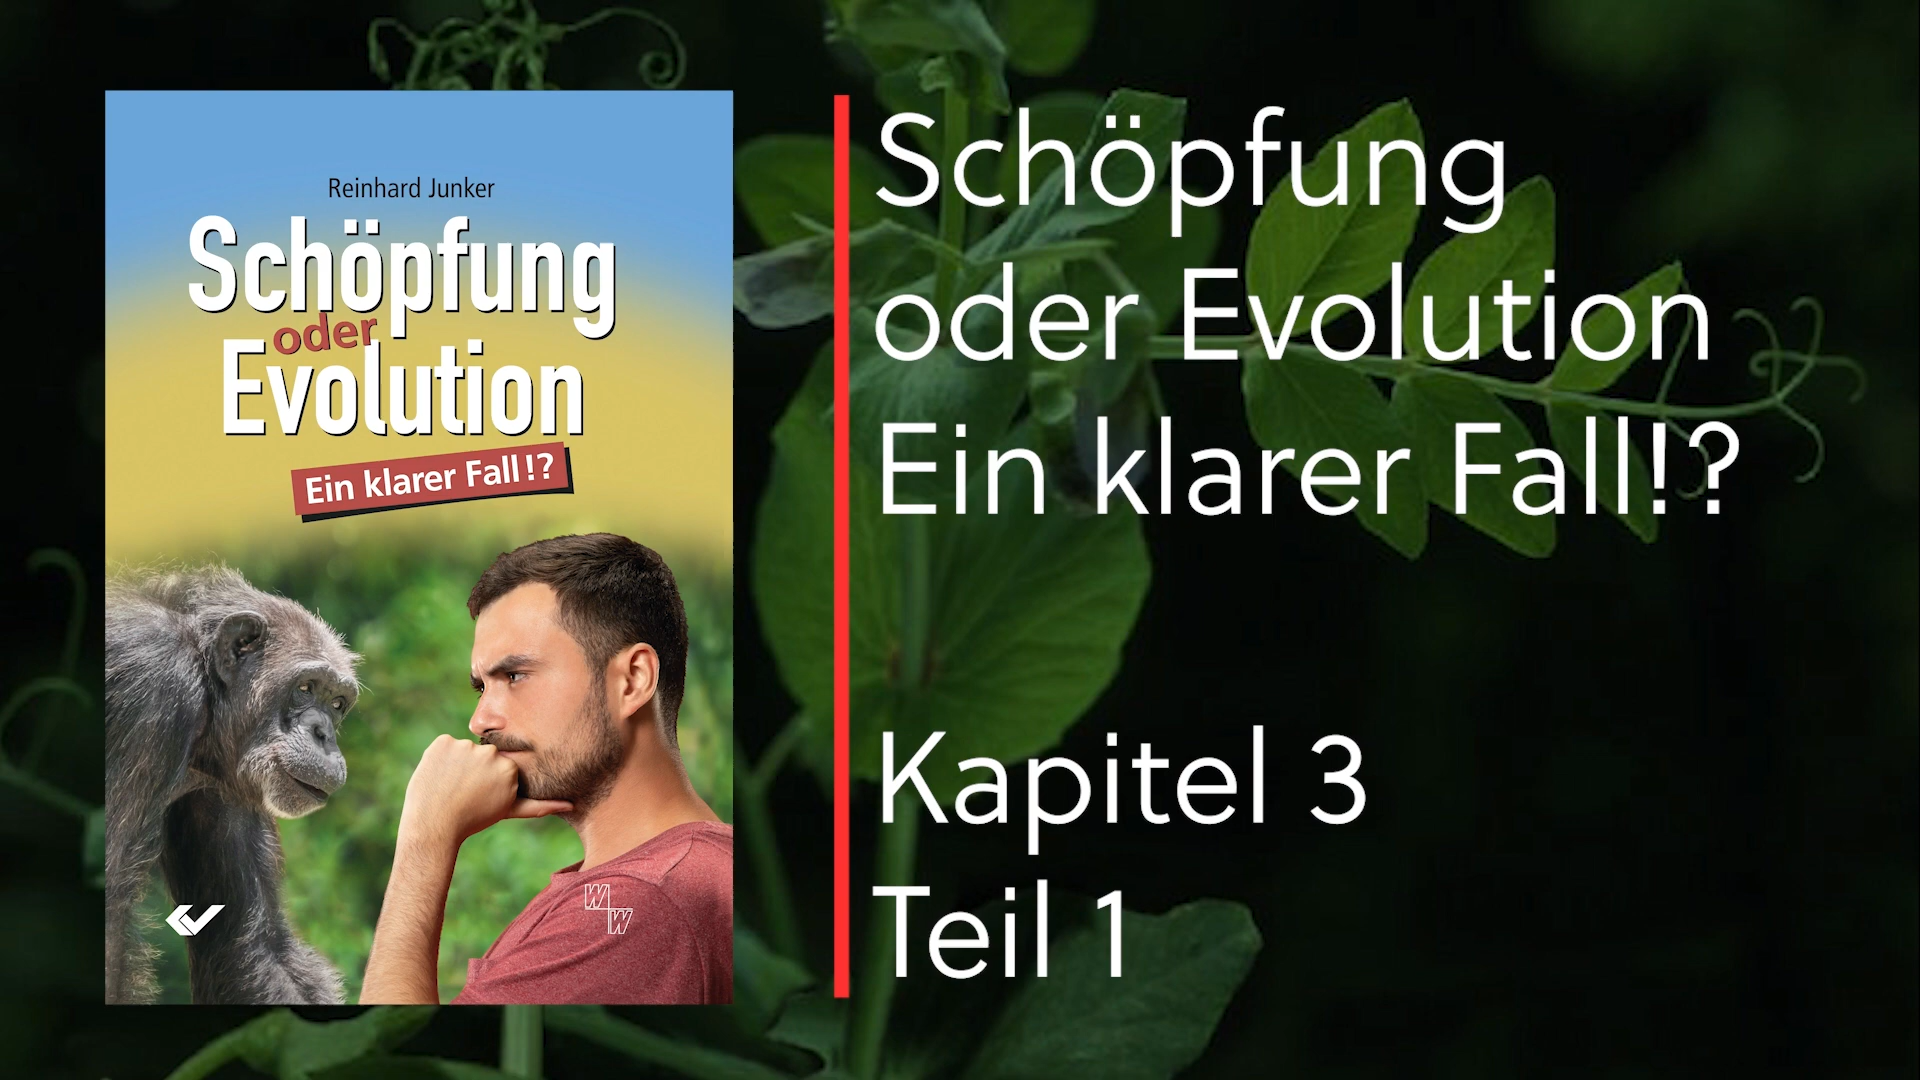 Reinhard Junker
Schöpfung
oder
Evolution
Ein klarer Fall!?
W
W
Schöpfung
oder Evolution
Ein klarer Fall!?
Kapitel 3
Teil 1